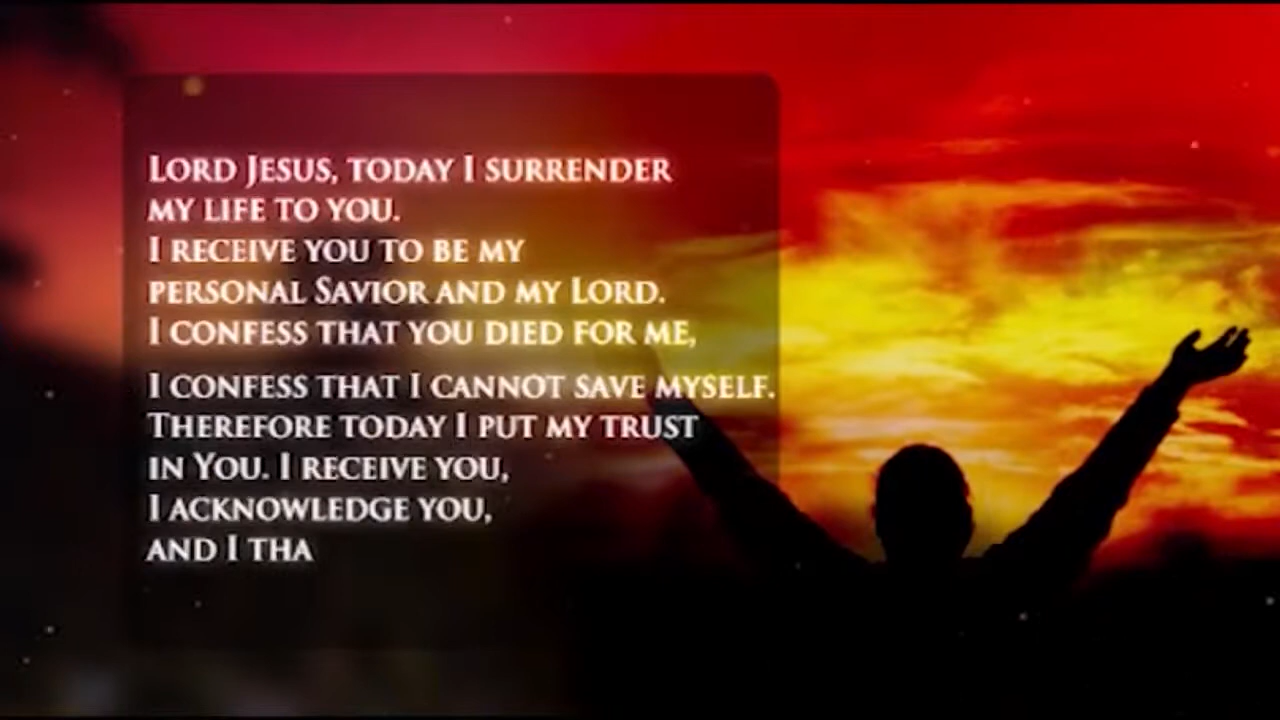 Lord Jesus, today I surrender
my life to you.
I receive you to be my
personal Savior and my Lord.
I confess that you died for me,
I confess that I cannot save myself.
Therefore today I put my trust
in You. I receive you,
I acknowledge you,
and I tha